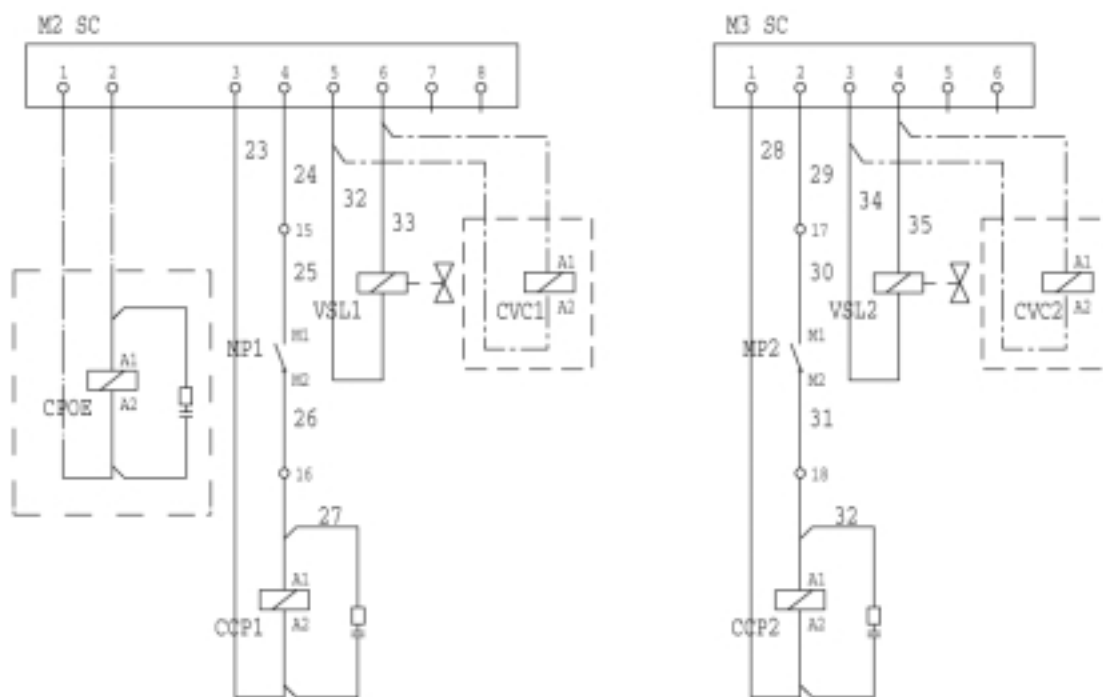 M2 SC
M3 SC
1 2 3 4 5 6 7 8
1 2 3 4 5 6
23
24
32
33
28
29
34
35
15
17
25
30
A1
A1
VSL1
CVC1
A2
VSL2
CVC2
A2
M1
M1
MP1
MP2
A1
M2
M2
CPOE
A2
26
31
16
18
27
32
A1
A1
CCP1
A2
CCP2
A2